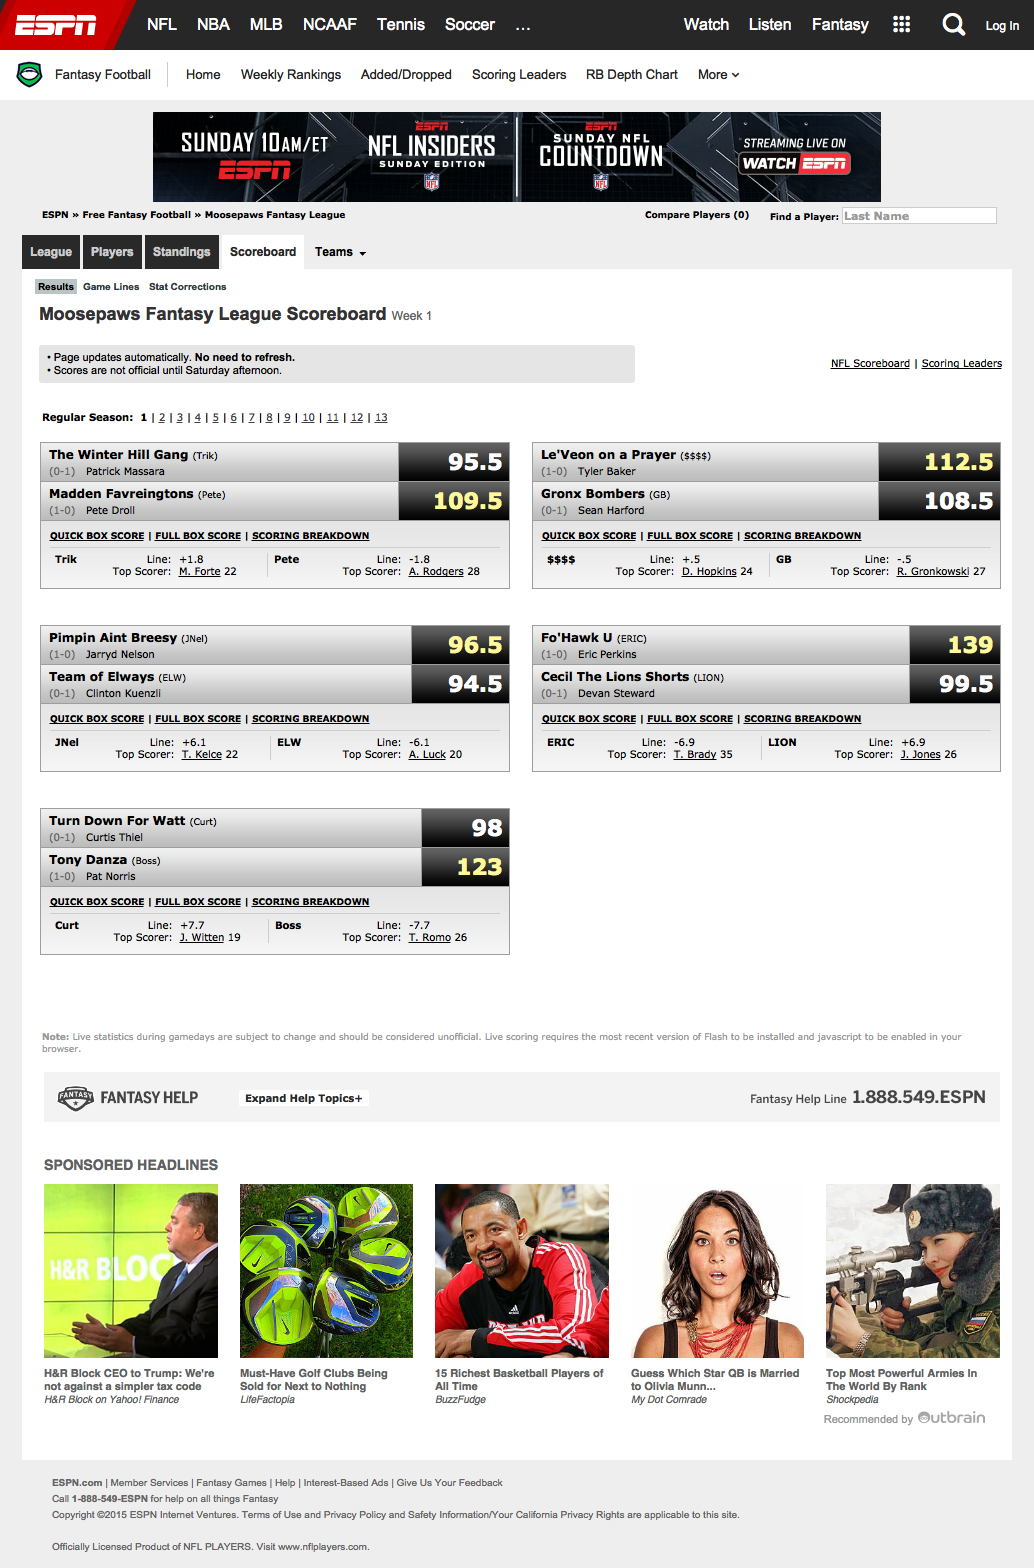 ESPN NFL NBA MLB NCAAF Tennis Soccer ... Watch Listen Fantasy Log In
Fantasy Football Home Weekly Rankings Added/Dropped Scoring Leaders RB Depth Chart More
SUNDAY 10AM/ET ESPN
ESPN NFL INSIDERS SUNDAY EDITION NFL
ESPN SUNDAY NFL COUNTDOWN NFL
STREAMING LIVE ON WATCH ESPN
ESPN » Free Fantasy Football » Moosepaws Fantasy League Compare Players (0) Find a Player: Last Name
League Players Standings Scoreboard Teams
Results Game Lines Stat Corrections
Moosepaws Fantasy League Scoreboard Week 1
• Page updates automatically. No need to refresh.
• Scores are not official until Saturday afternoon.
NFL Scoreboard | Scoring Leaders
Regular Season: 1 | 2 | 3 | 4 | 5 | 6 | 7 | 8 | 9 | 10 | 11 | 12 | 13
The Winter Hill Gang (Trik) 95.5
(0-1) Patrick Massara
Madden Favreingtons (Pete) 109.5
(1-0) Pete Droll
QUICK BOX SCORE | FULL BOX SCORE | SCORING BREAKDOWN
Trik Line: +1.8 Pete Line: -1.8
Top Scorer: M. Forte 22 Top Scorer: A. Rodgers 28
Le'Veon on a Prayer ($$$$) 112.5
(1-0) Tyler Baker
Gronx Bombers (GB) 108.5
(0-1) Sean Harford
QUICK BOX SCORE | FULL BOX SCORE | SCORING BREAKDOWN
$$$$ Line: +.5 GB Line: -.5
Top Scorer: D. Hopkins 24 Top Scorer: R. Gronkowski 27
Pimpin Aint Breesy (JNel) 96.5
(1-0) Jarryd Nelson
Team of Elways (ELW) 94.5
(0-1) Clinton Kuenzli
QUICK BOX SCORE | FULL BOX SCORE | SCORING BREAKDOWN
JNel Line: +6.1 ELW Line: -6.1
Top Scorer: T. Kelce 22 Top Scorer: A. Luck 20
Fo'Hawk U (ERIC) 139
(1-0) Eric Perkins
Cecil The Lions Shorts (LION) 99.5
(0-1) Devan Steward
QUICK BOX SCORE | FULL BOX SCORE | SCORING BREAKDOWN
ERIC Line: -6.9 LION Line: +6.9
Top Scorer: T. Brady 35 Top Scorer: J. Jones 26
Turn Down For Watt (Curt) 98
(0-1) Curtis Thiel
Tony Danza (Boss) 123
(1-0) Pat Norris
QUICK BOX SCORE | FULL BOX SCORE | SCORING BREAKDOWN
Curt Line: +7.7 Boss Line: -7.7
Top Scorer: J. Witten 19 Top Scorer: T. Romo 26
Note: Live statistics during gamedays are subject to change and should be considered unofficial. Live scoring requires the most recent version of Flash to be installed and javascript to be enabled in your
browser.
FANTASY FANTASY HELP Expand Help Topics+ Fantasy Help Line 1.888.549.ESPN
SPONSORED HEADLINES
H&R BLOC
H&R Block CEO to Trump: We're
not against a simpler tax code
H&R Block on Yahoo! Finance
Must-Have Golf Clubs Being
Sold for Next to Nothing
LifeFactopia
15 Richest Basketball Players of
All Time
BuzzFudge
Guess Which Star QB is Married
to Olivia Munn...
My Dot Comrade
Top Most Powerful Armies In
The World By Rank
Shockpedia
Recommended by Outbrain
ESPN.com | Member Services | Fantasy Games | Help | Interest-Based Ads | Give Us Your Feedback
Call 1-888-549-ESPN for help on all things Fantasy
Copyright ©2015 ESPN Internet Ventures. Terms of Use and Privacy Policy and Safety Information/Your California Privacy Rights are applicable to this site.
Officially Licensed Product of NFL PLAYERS. Visit www.nflplayers.com.